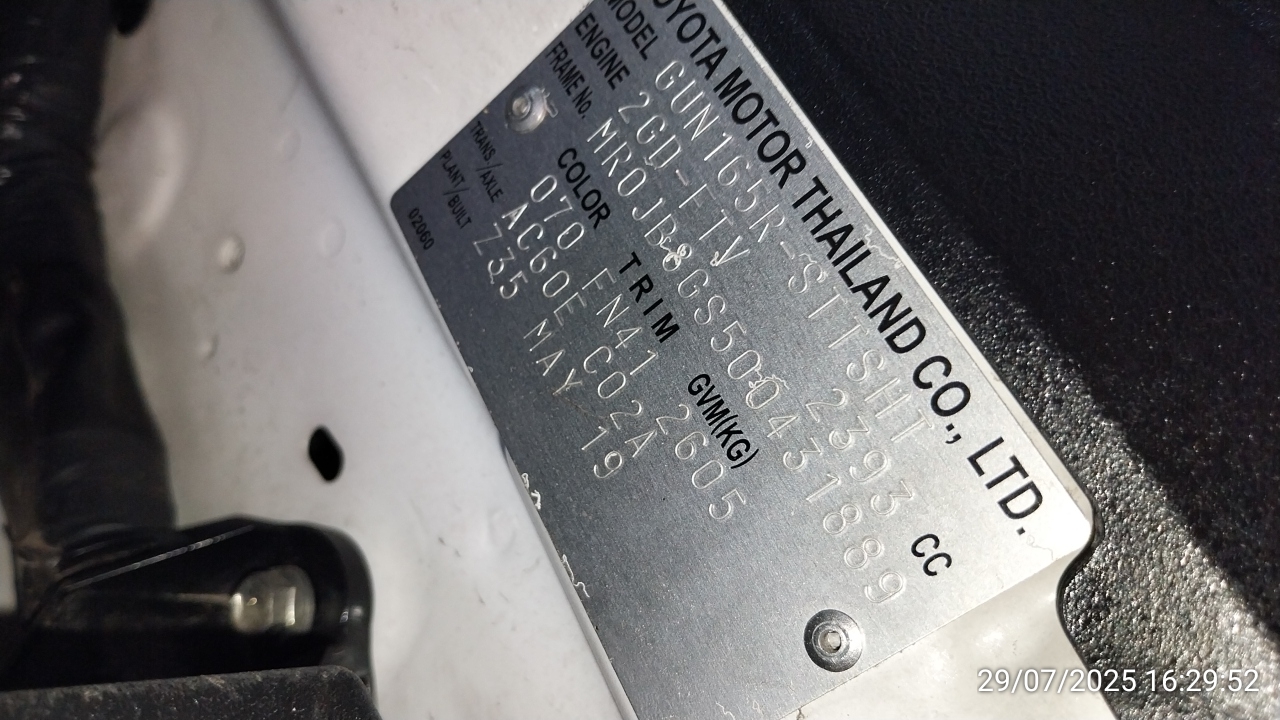 TOYOTA MOTOR THAILAND CO., LTD.
MODEL GUN165R-STTSHT
ENGINE 2GD-FTV 2393 CC
FRAME NO. MR0JB8GS500431889
COLOR TRIM GVM(KG)
070 FN41 2605
TRANS/AXLE AC60E C02A
PLANT/BUILT Z35 MAY 19
02060
29/07/2025 16:29:52